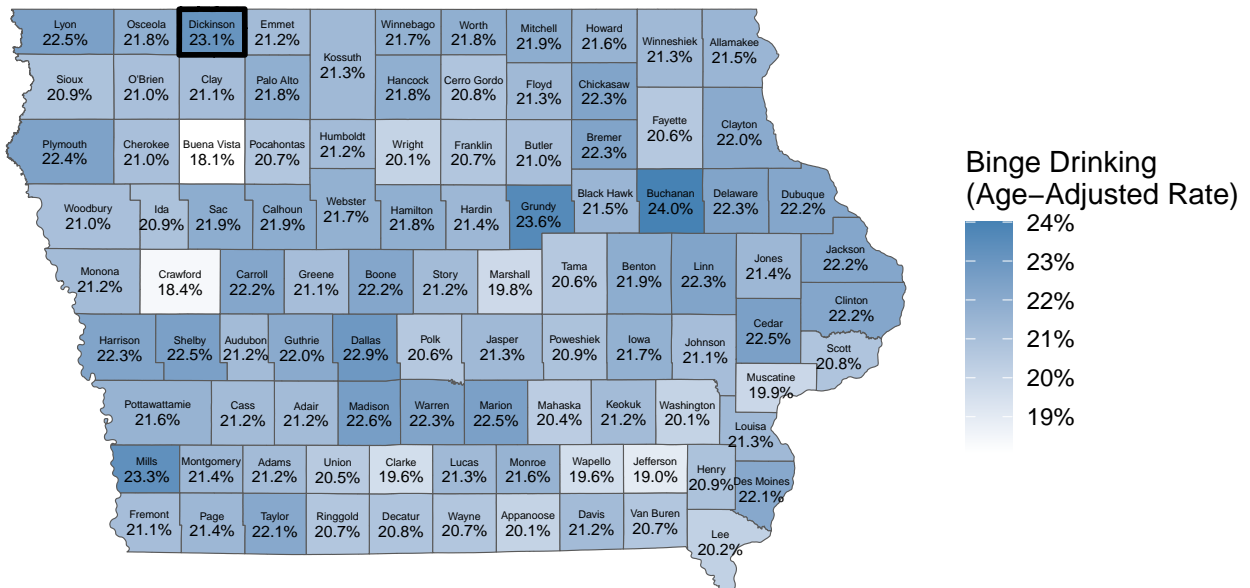 Lyon
22.5%
Osceola
21.8%
Dickinson
23.1%
Emmet
21.2%
Kossuth
21.3%
Winnebago
21.7%
Worth
21.8%
Mitchell
21.9%
Howard
21.6%
Winneshiek
21.3%
Allamakee
21.5%
Sioux
20.9%
O'Brien
21.0%
Clay
21.1%
Palo Alto
21.8%
Hancock
21.8%
Cerro Gordo
20.8%
Floyd
21.3%
Chickasaw
22.3%
Fayette
20.6%
Clayton
22.0%
Plymouth
22.4%
Cherokee
21.0%
Buena Vista
18.1%
Pocahontas
20.7%
Humboldt
21.2%
Wright
20.1%
Franklin
20.7%
Butler
21.0%
Bremer
22.3%
Woodbury
21.0%
Ida
20.9%
Sac
21.9%
Calhoun
21.9%
Webster
21.7%
Hamilton
21.8%
Hardin
21.4%
Grundy
23.6%
Black Hawk
21.5%
Buchanan
24.0%
Delaware
22.3%
Dubuque
22.2%
Monona
21.2%
Crawford
18.4%
Carroll
22.2%
Greene
21.1%
Boone
22.2%
Story
21.2%
Marshall
19.8%
Tama
20.6%
Benton
21.9%
Linn
22.3%
Jones
21.4%
Jackson
22.2%
Clinton
22.2%
Harrison
22.3%
Shelby
22.5%
Audubon
21.2%
Guthrie
22.0%
Dallas
22.9%
Polk
20.6%
Jasper
21.3%
Poweshiek
20.9%
Iowa
21.7%
Johnson
21.1%
Cedar
22.5%
Scott
20.8%
Muscatine
19.9%
Pottawattamie
21.6%
Cass
21.2%
Adair
21.2%
Madison
22.6%
Warren
22.3%
Marion
22.5%
Mahaska
20.4%
Keokuk
21.2%
Washington
20.1%
Louisa
21.3%
Mills
23.3%
Montgomery
21.4%
Adams
21.2%
Union
20.5%
Clarke
19.6%
Lucas
21.3%
Monroe
21.6%
Wapello
19.6%
Jefferson
19.0%
Henry
20.9%
Des Moines
22.1%
Fremont
21.1%
Page
21.4%
Taylor
22.1%
Ringgold
20.7%
Decatur
20.8%
Wayne
20.7%
Appanoose
20.1%
Davis
21.2%
Van Buren
20.7%
Lee
20.2%
Binge Drinking
(Age−Adjusted Rate)
24%
23%
22%
21%
20%
19%